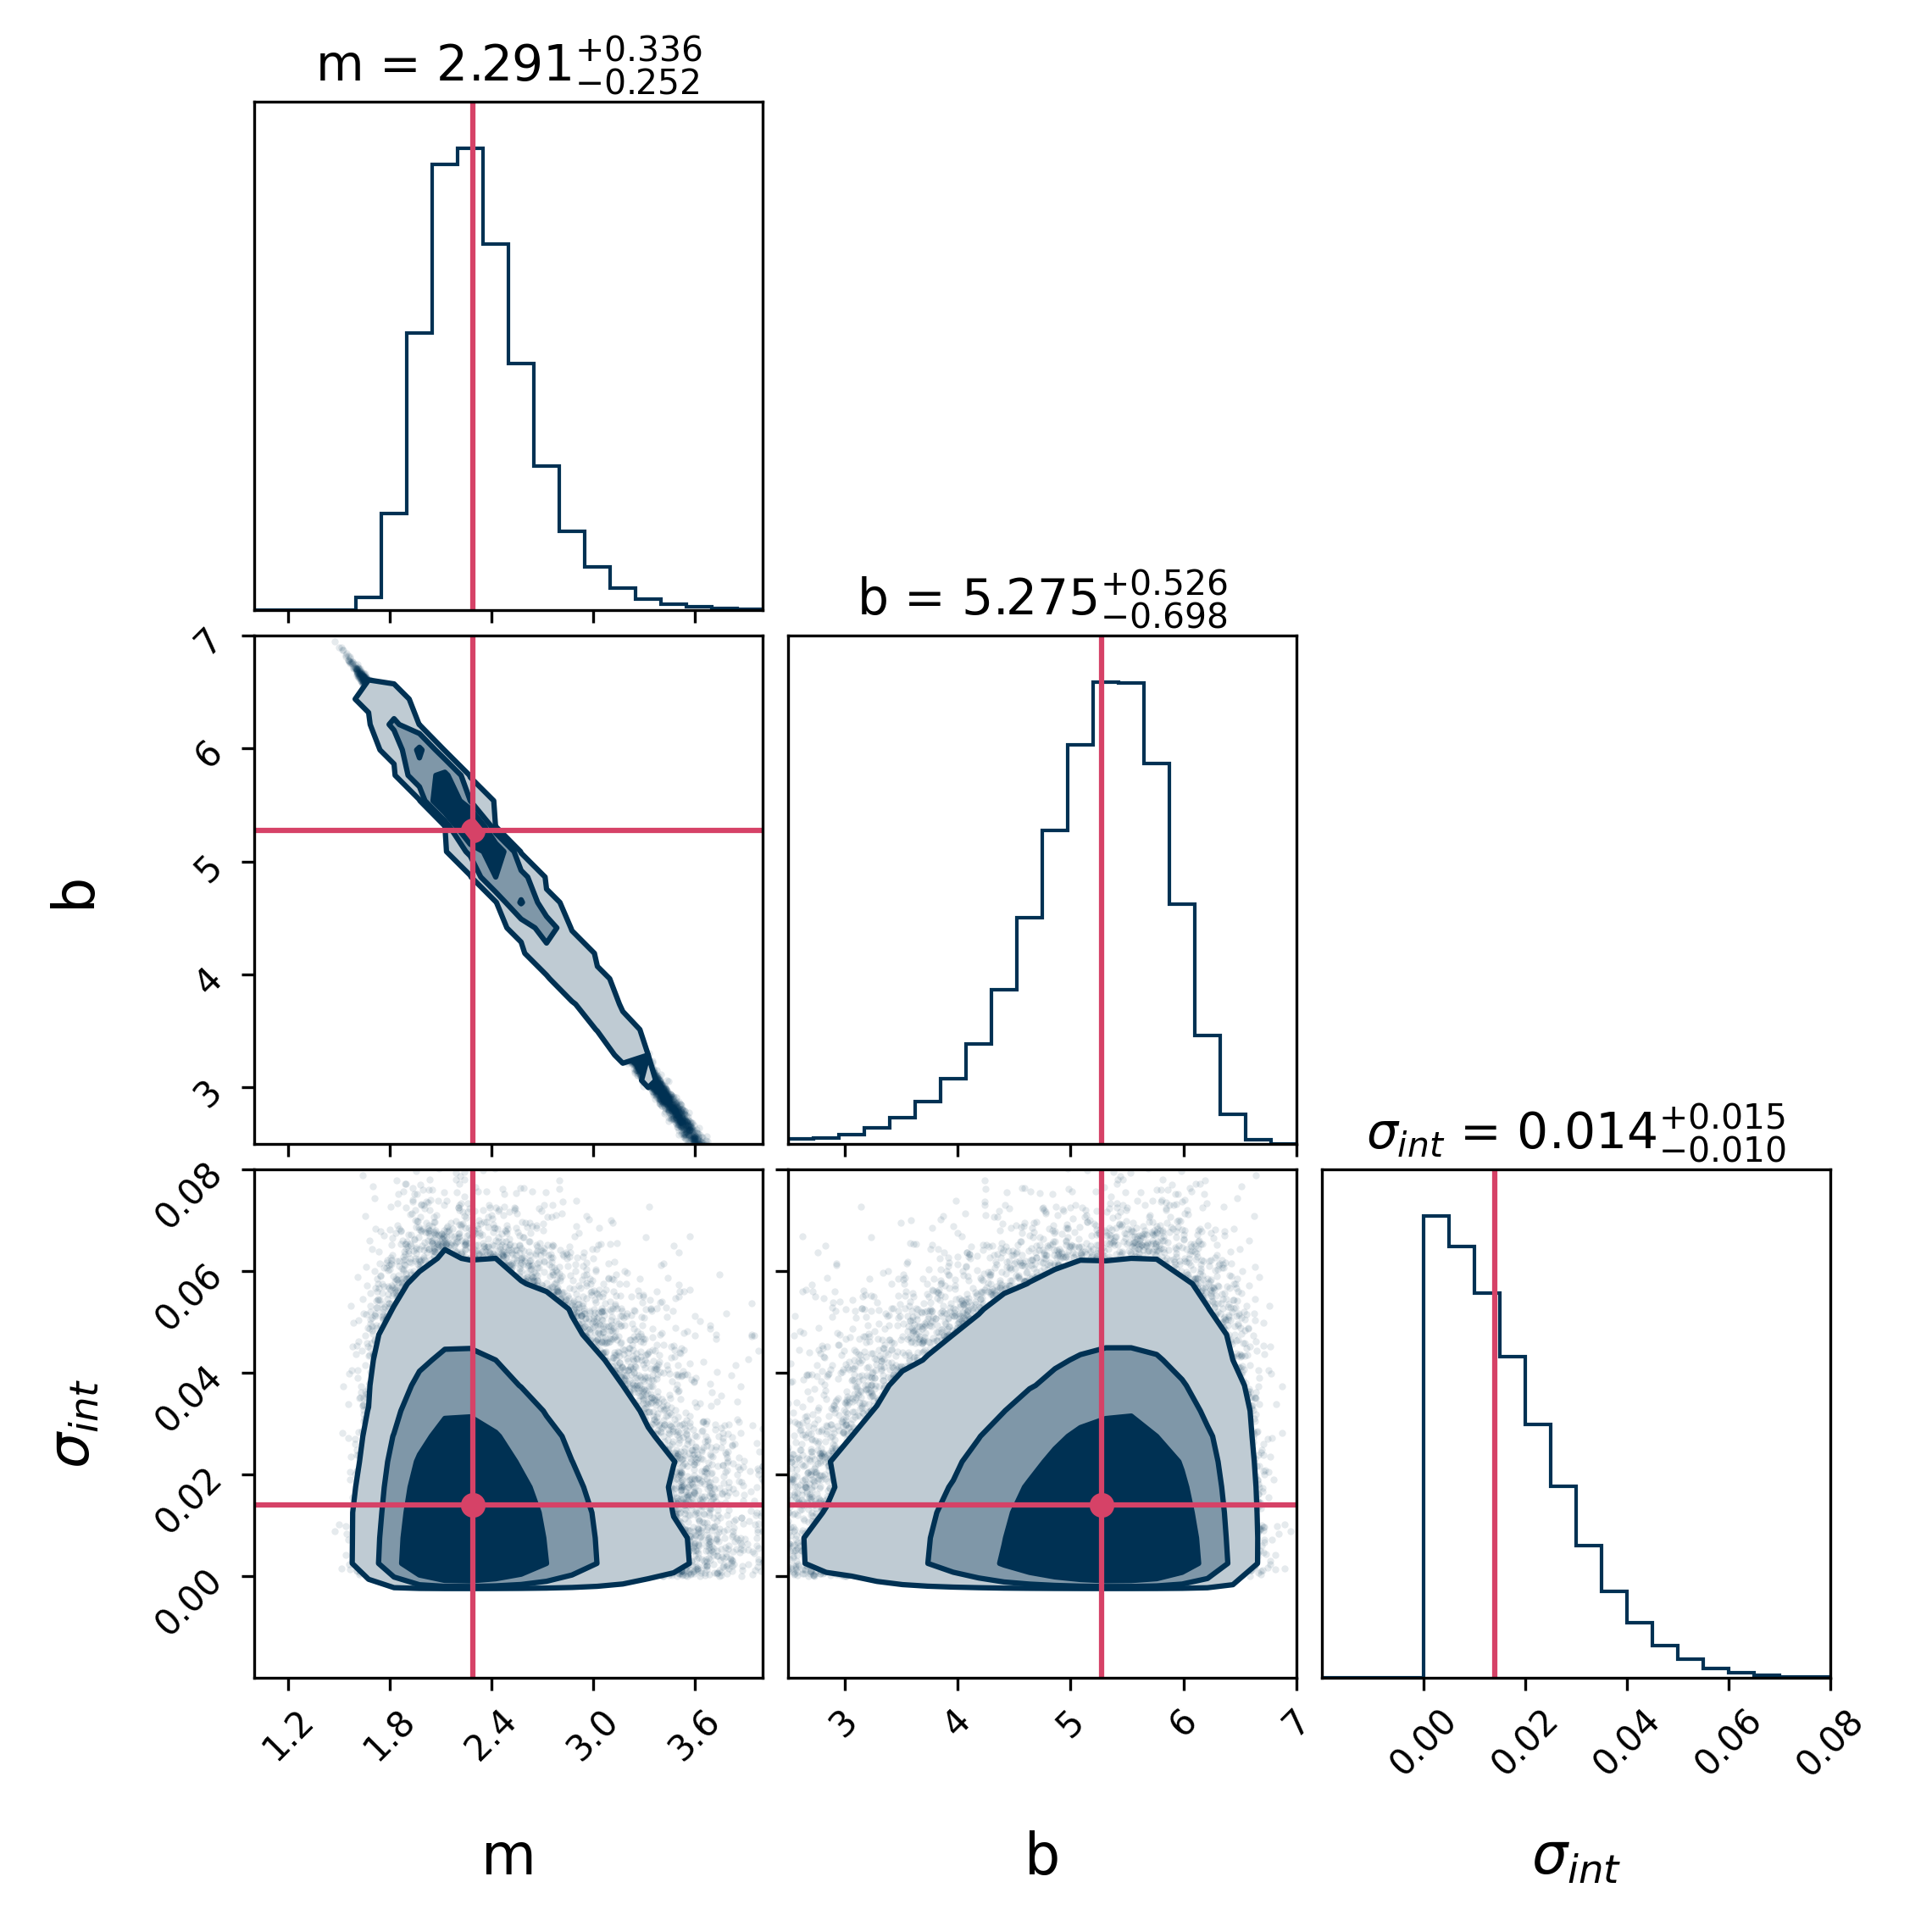 m = 2.291 +0.336 −0.252
b = 5.275 +0.526 −0.698
7
6
5
4
3
b
σint = 0.014 +0.015 −0.010
0.08
0.06
0.04
0.02
0.00
σint
1.2 1.8 2.4 3.0 3.6
3 4 5 6 7
0.00 0.02 0.04 0.06 0.08
m b σint